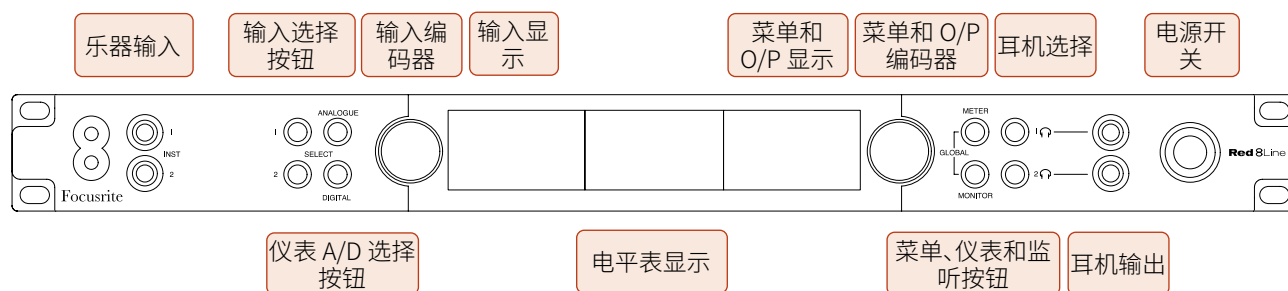 乐器输入
输入选择
按钮
输入编
码器
输入显
示
菜单和
O/P 显示
菜单和 O/P
编码器
耳机选择
电源开
关
ANALOGUE
METER
1
1
1
INST
SELECT
GLOBAL
Red 8Line
2
2
2
Focusrite
DIGITAL
MONITOR
仪表 A/D 选择
按钮
电平表显示
菜单、仪表和监
听按钮
耳机输出